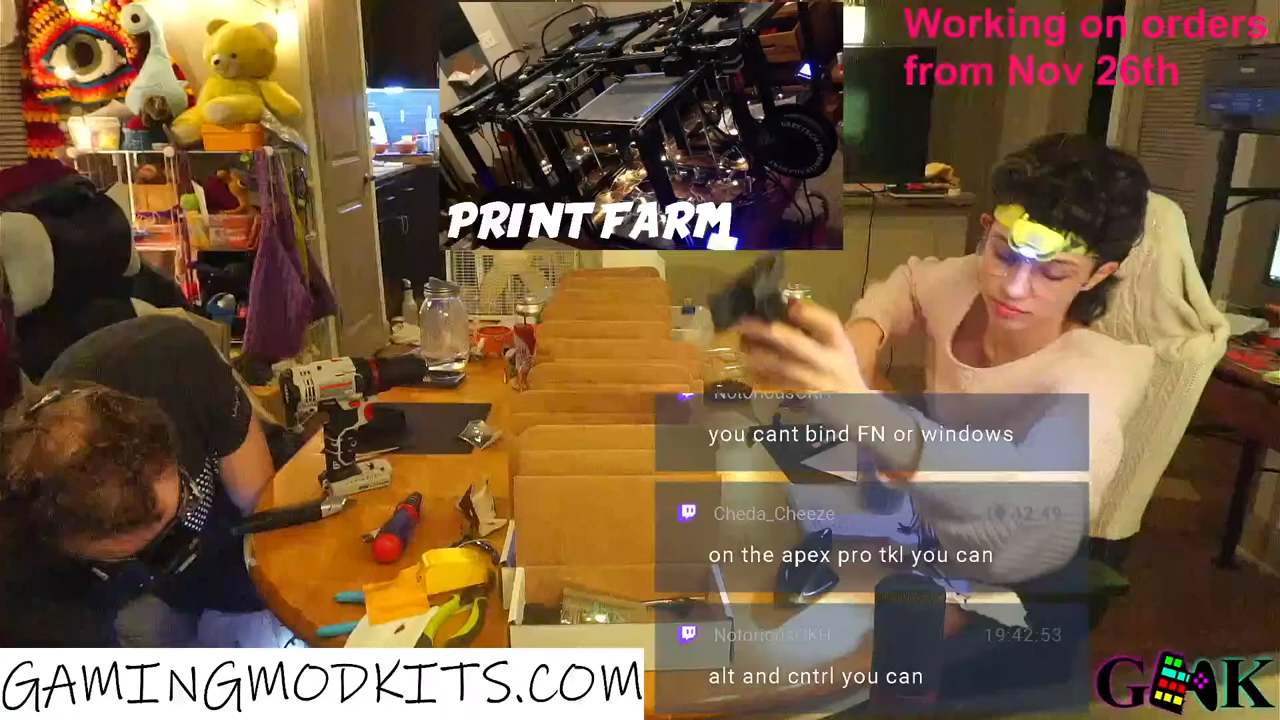 Working on orders
from Nov 26th
PRINT FARM
you cant bind FN or windows
Cheda_Cheeze
on the apex pro tkl you can
19:42:53
alt and cntrl you can
GAMINGMODKITS.COM
GMK